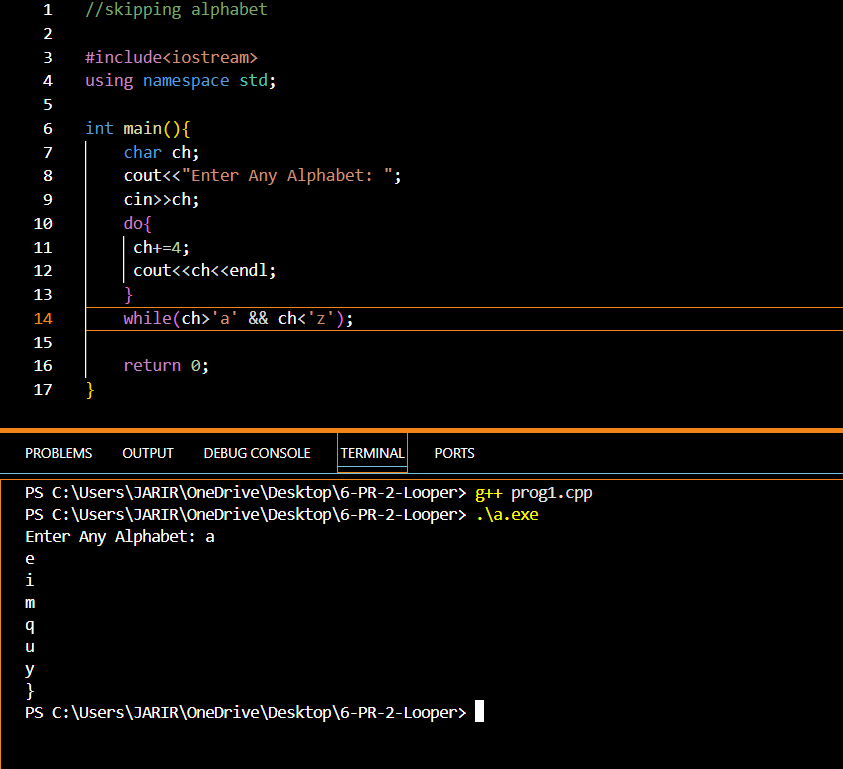 1 //skipping alphabet
2
3 #include<iostream>
4 using namespace std;
5
6 int main(){
7 char ch;
8 cout<<"Enter Any Alphabet: ";
9 cin>>ch;
10 do{
11 ch+=4;
12 cout<<ch<<endl;
13 }
14 while(ch>'a' && ch<'z');
15
16 return 0;
17 }
PROBLEMS OUTPUT DEBUG CONSOLE TERMINAL PORTS
PS C:\Users\JARIR\OneDrive\Desktop\6-PR-2-Looper> g++ prog1.cpp
PS C:\Users\JARIR\OneDrive\Desktop\6-PR-2-Looper> .\a.exe
Enter Any Alphabet: a
e
i
m
q
u
y
}
PS C:\Users\JARIR\OneDrive\Desktop\6-PR-2-Looper>